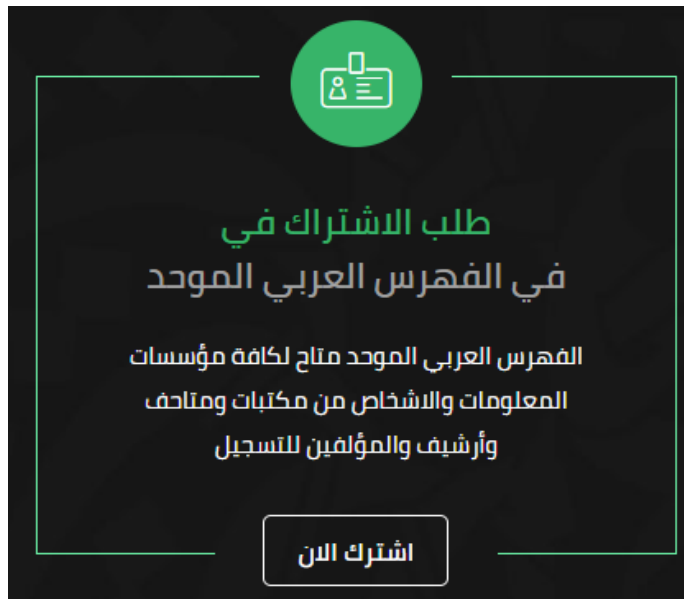 طلب الاشتراك في
في الفهرس العربي الموحد
الفهرس العربي الموحد متاح لكافة مؤسسات
المعلومات والاشخاص من مكتبات ومتاحف
وأرشيف والمؤلفين للتسجيل
اشترك الان